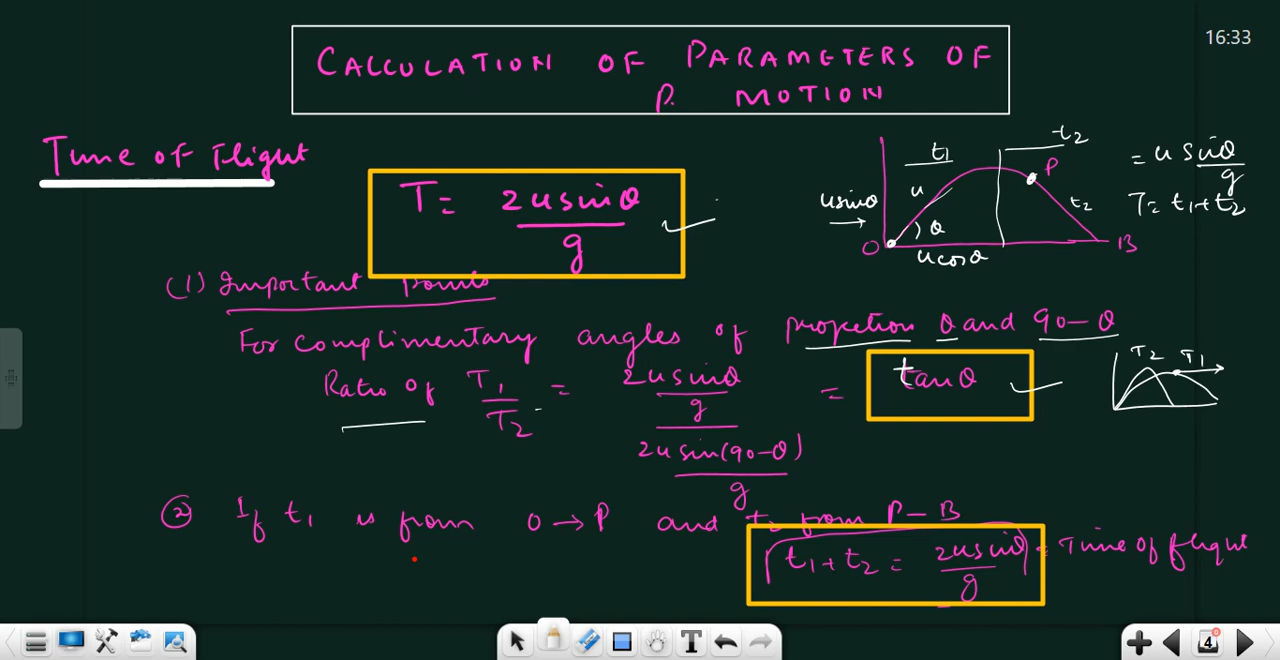 16:33
CALCULATION OF PARAMETERS OF
P. MOTION
Time of Flight
T = 2usinθ/g
t1
t2
P
u
usinθ
θ
t2
O
B
ucosθ
= usinθ/g
T = t1+t2
(1) Important points
For complimentary angles of projection θ and 90-θ
Ratio of T1/T2 = 2usinθ/g / 2usin(90-θ)/g = tanθ
T2 T1
② If t1 is from O → P and t2 from P - B
t1+t2 = 2usinθ/g = Time of flight
T
4